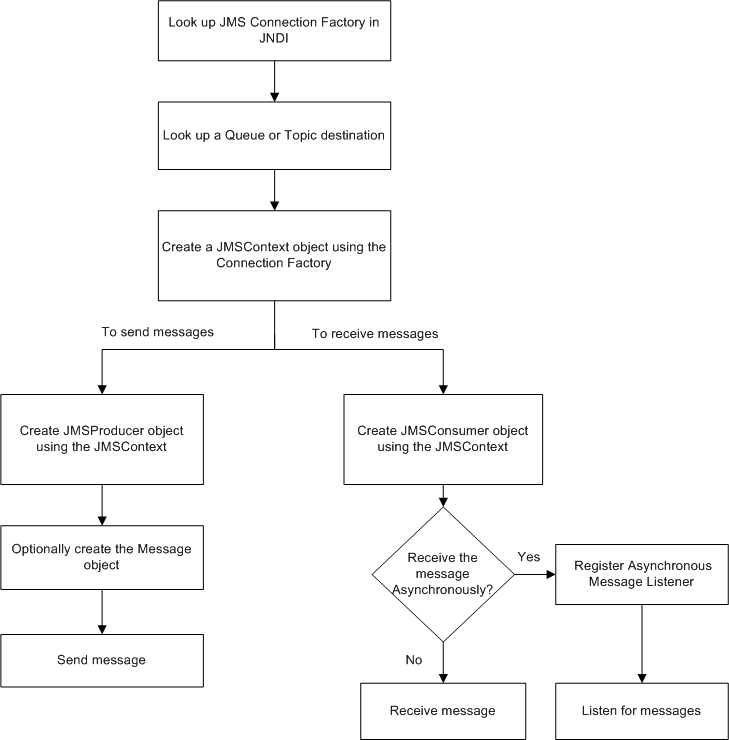 Look up JMS Connection Factory in
JNDI
Look up a Queue or Topic destination
Create a JMSContext object using the
Connection Factory
To send messages
To receive messages
Create JMSProducer object
using the JMSContext
Create JMSConsumer object
using the JMSContext
Optionally create the Message
object
Receive the
message
Asynchronously?
Yes
Register Asynchronous
Message Listener
Send message
No
Receive message
Listen for messages